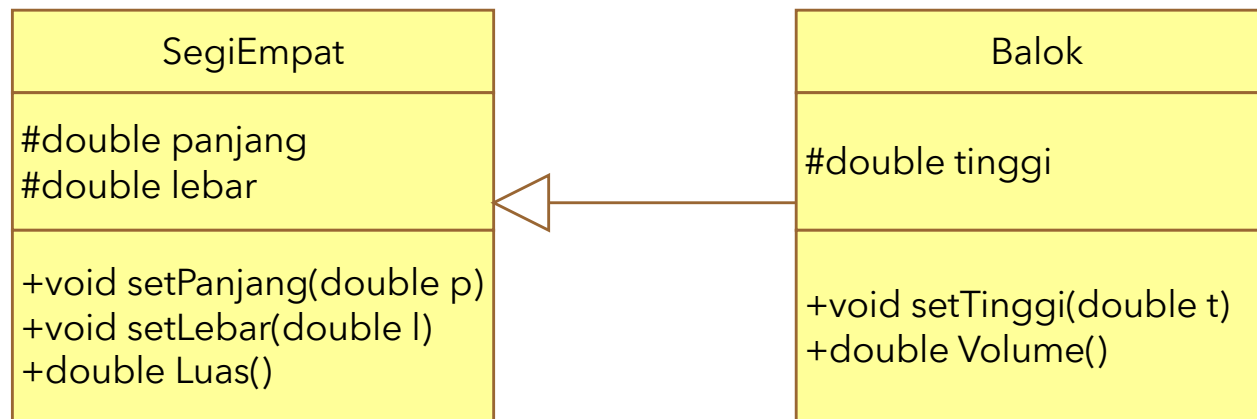 SegiEmpat
#double panjang
#double lebar
+void setPanjang(double p)
+void setLebar(double l)
+double Luas()
Balok
#double tinggi
+void setTinggi(double t)
+double Volume()